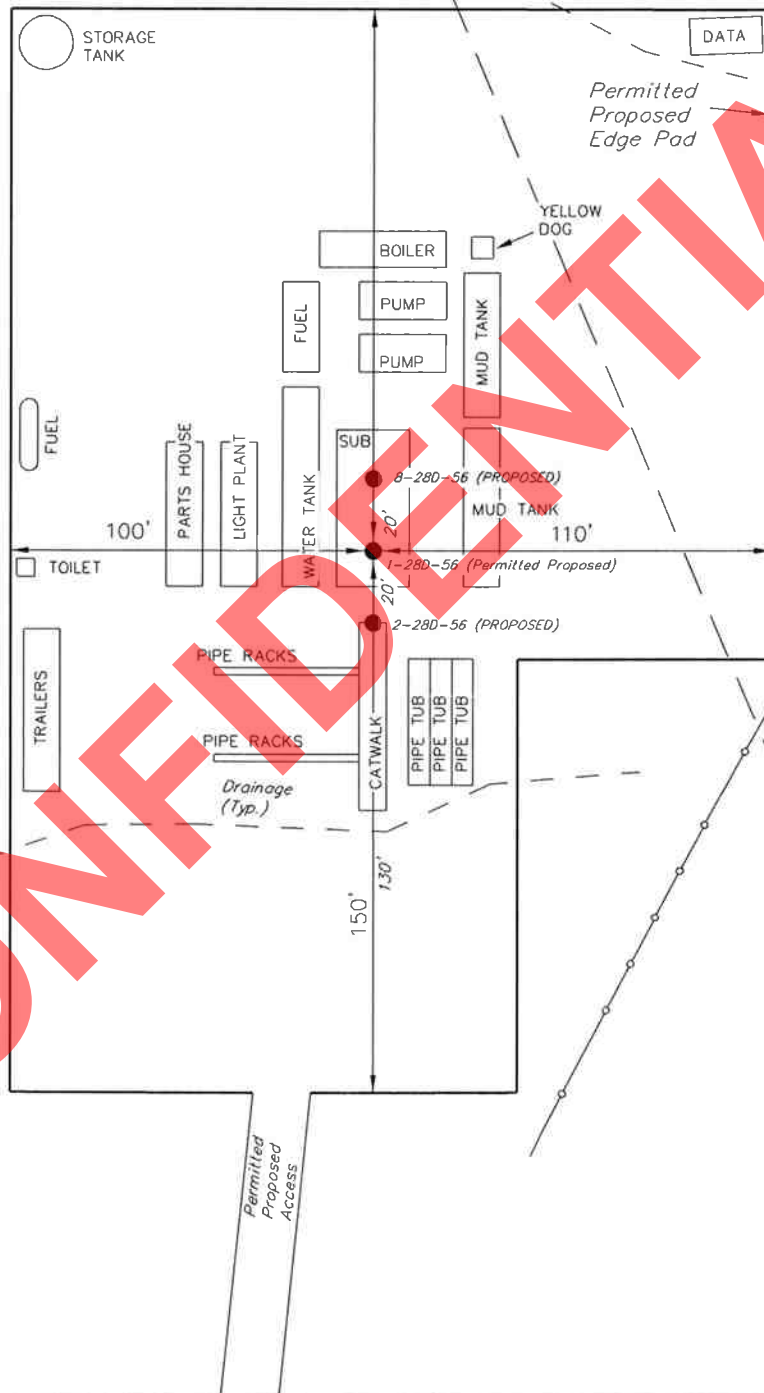 STORAGE
TANK
DATA
Permitted
Proposed
Edge Pad
YELLOW
DOG
BOILER
FUEL
PUMP
MUD TANK
PUMP
FUEL
PARTS HOUSE
LIGHT PLANT
WATER TANK
SUB
8-28D-56 (PROPOSED)
MUD TANK
20'
100'
110'
1-28D-56 (Permitted Proposed)
TOILET
20'
2-28D-56 (PROPOSED)
TRAILERS
PIPE RACKS
PIPE RACKS
CATWALK
PIPE TUB
PIPE TUB
PIPE TUB
Drainage
(Typ.)
150'
130'
Permitted
Proposed
Access
ONFIDENTIA